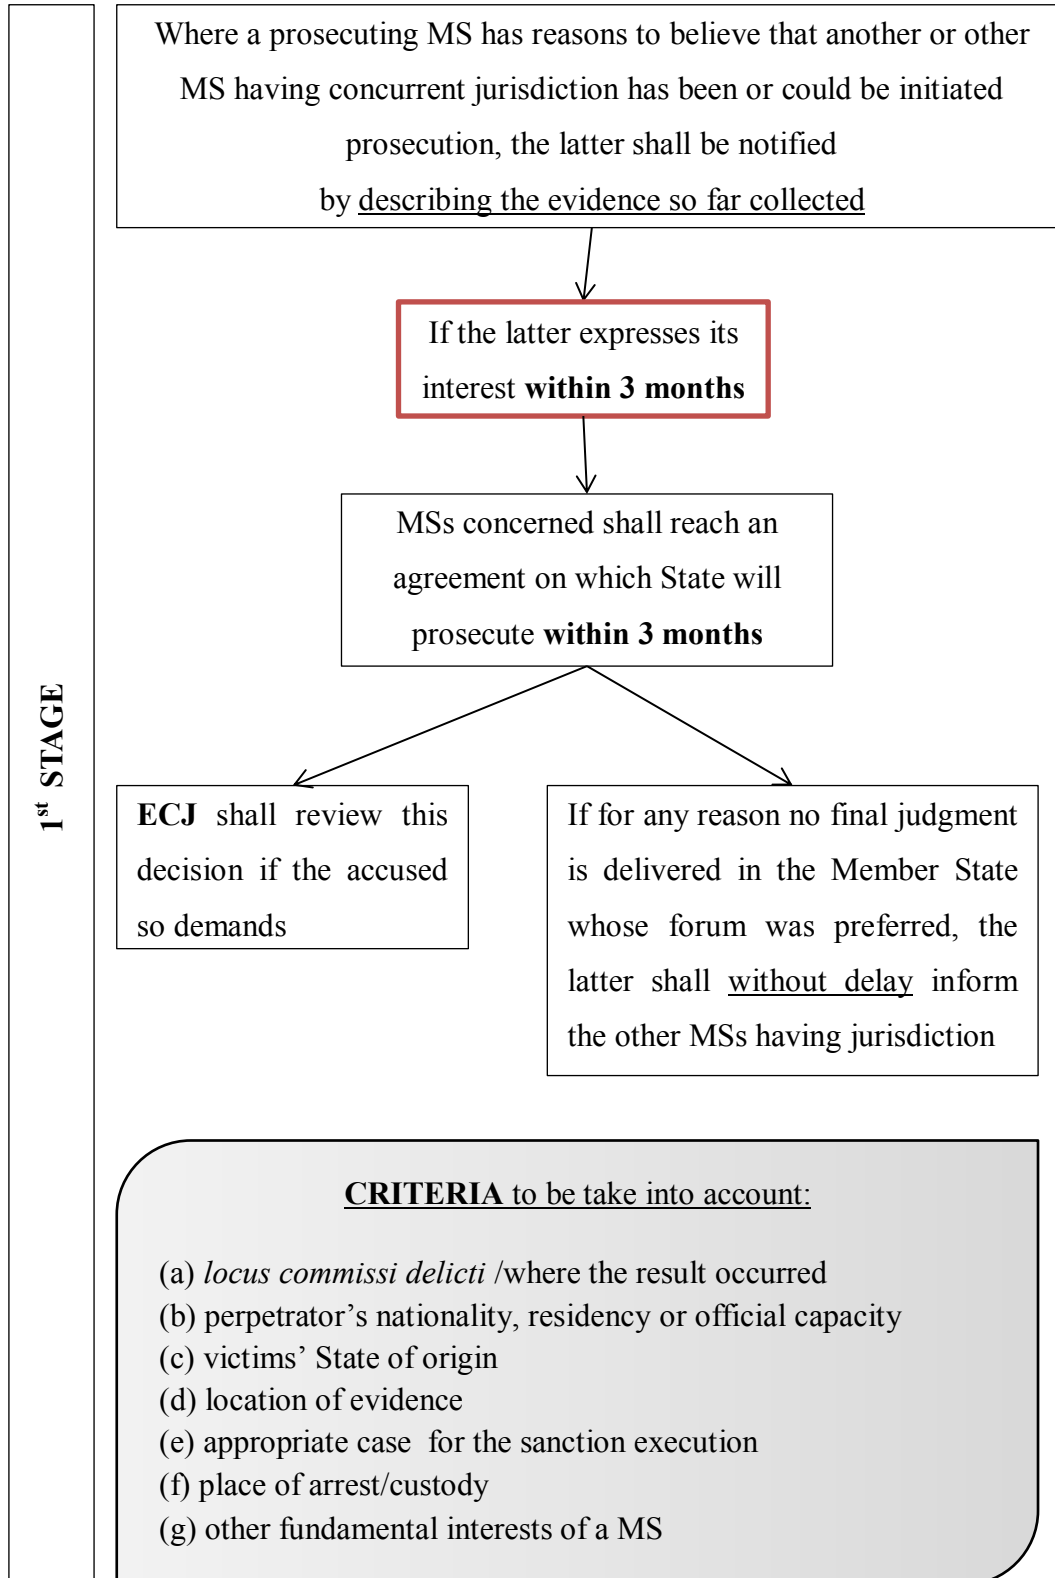 Where a prosecuting MS has reasons to believe that another or other
MS having concurrent jurisdiction has been or could be initiated
prosecution, the latter shall be notified
by describing the evidence so far collected
If the latter expresses its
interest within 3 months
MSs concerned shall reach an
agreement on which State will
prosecute within 3 months
1st STAGE
ECJ shall review this
decision if the accused
so demands
If for any reason no final judgment
is delivered in the Member State
whose forum was preferred, the
latter shall without delay inform
the other MSs having jurisdiction
CRITERIA to be take into account:
(a) locus commissi delicti /where the result occurred
(b) perpetrator’s nationality, residency or official capacity
(c) victims’ State of origin
(d) location of evidence
(e) appropriate case for the sanction execution
(f) place of arrest/custody
(g) other fundamental interests of a MS